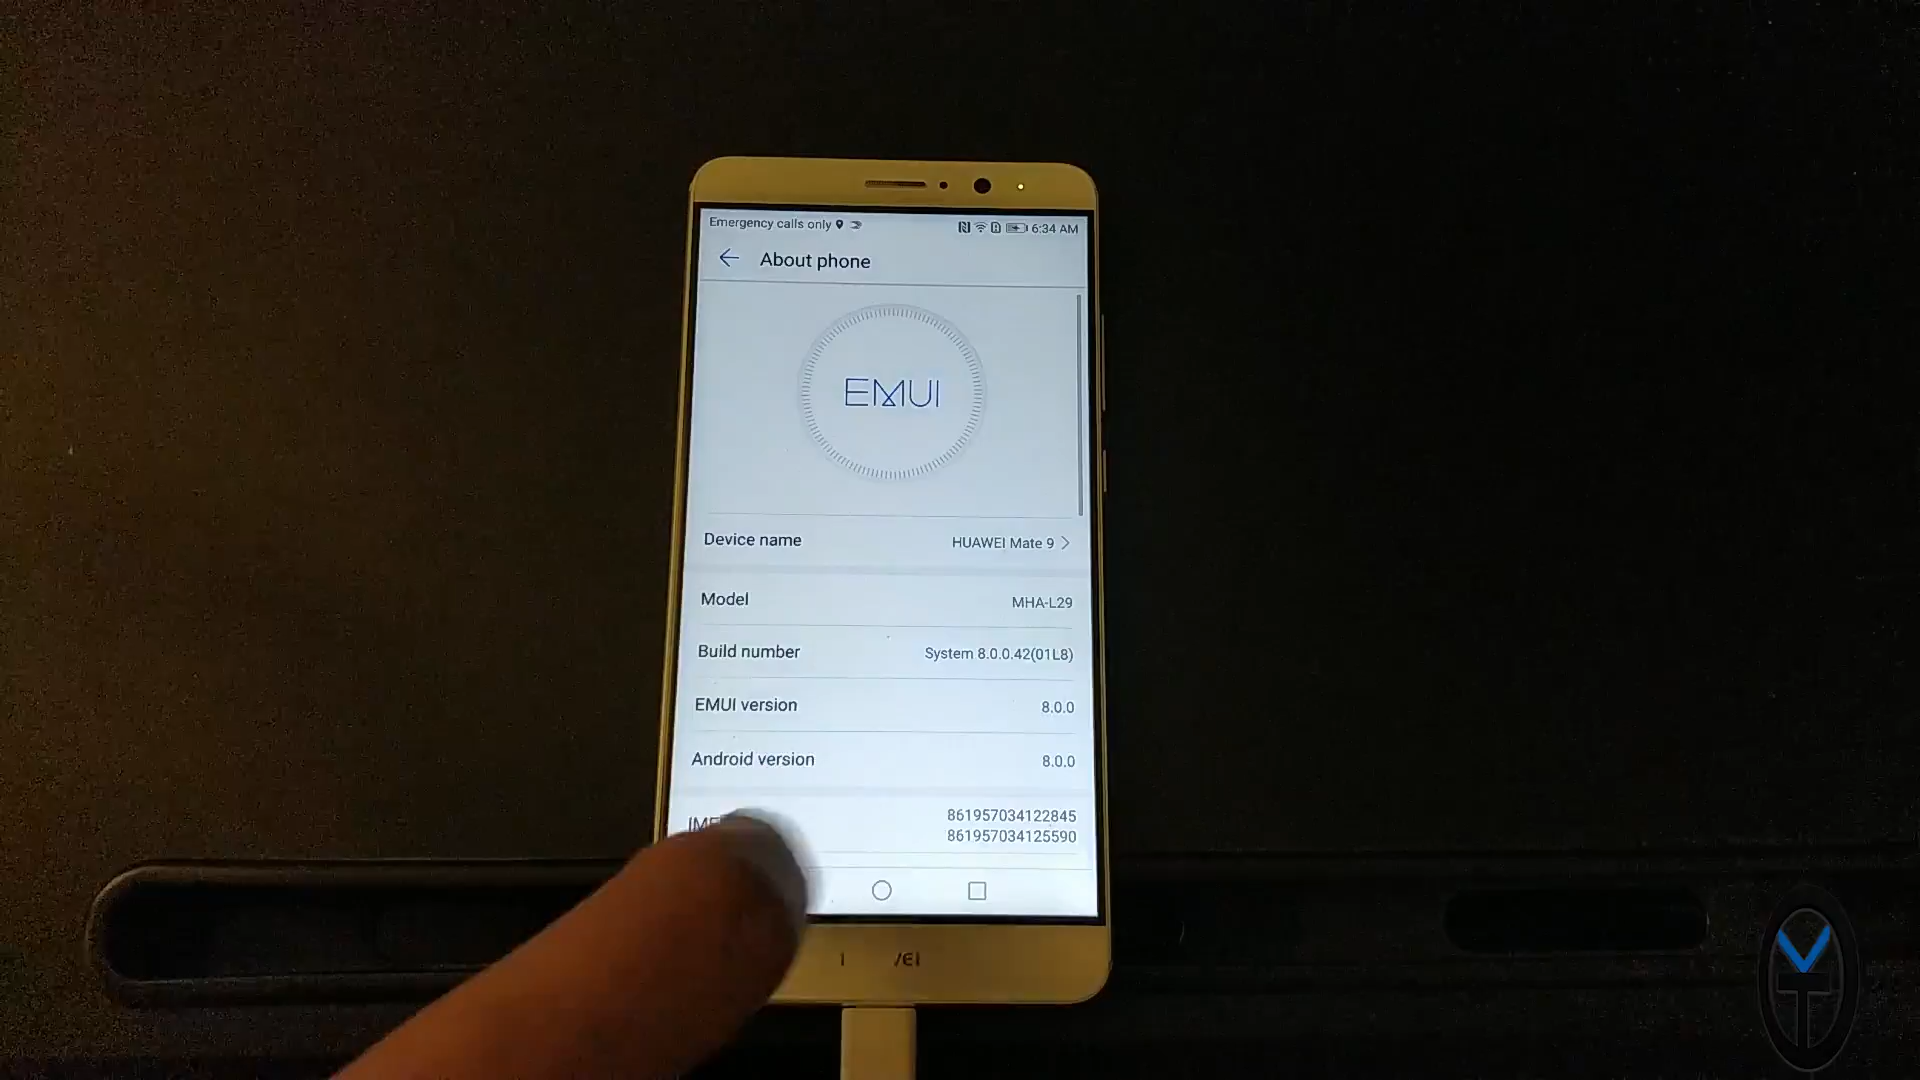 Emergency calls only
6:34 AM
About phone
EMUI
Device name
HUAWEI Mate 9
Model
MHA-L29
Build number
System 8.0.0.42(01L8)
EMUI version
8.0.0
Android version
8.0.0
861957034122845
861957034125590